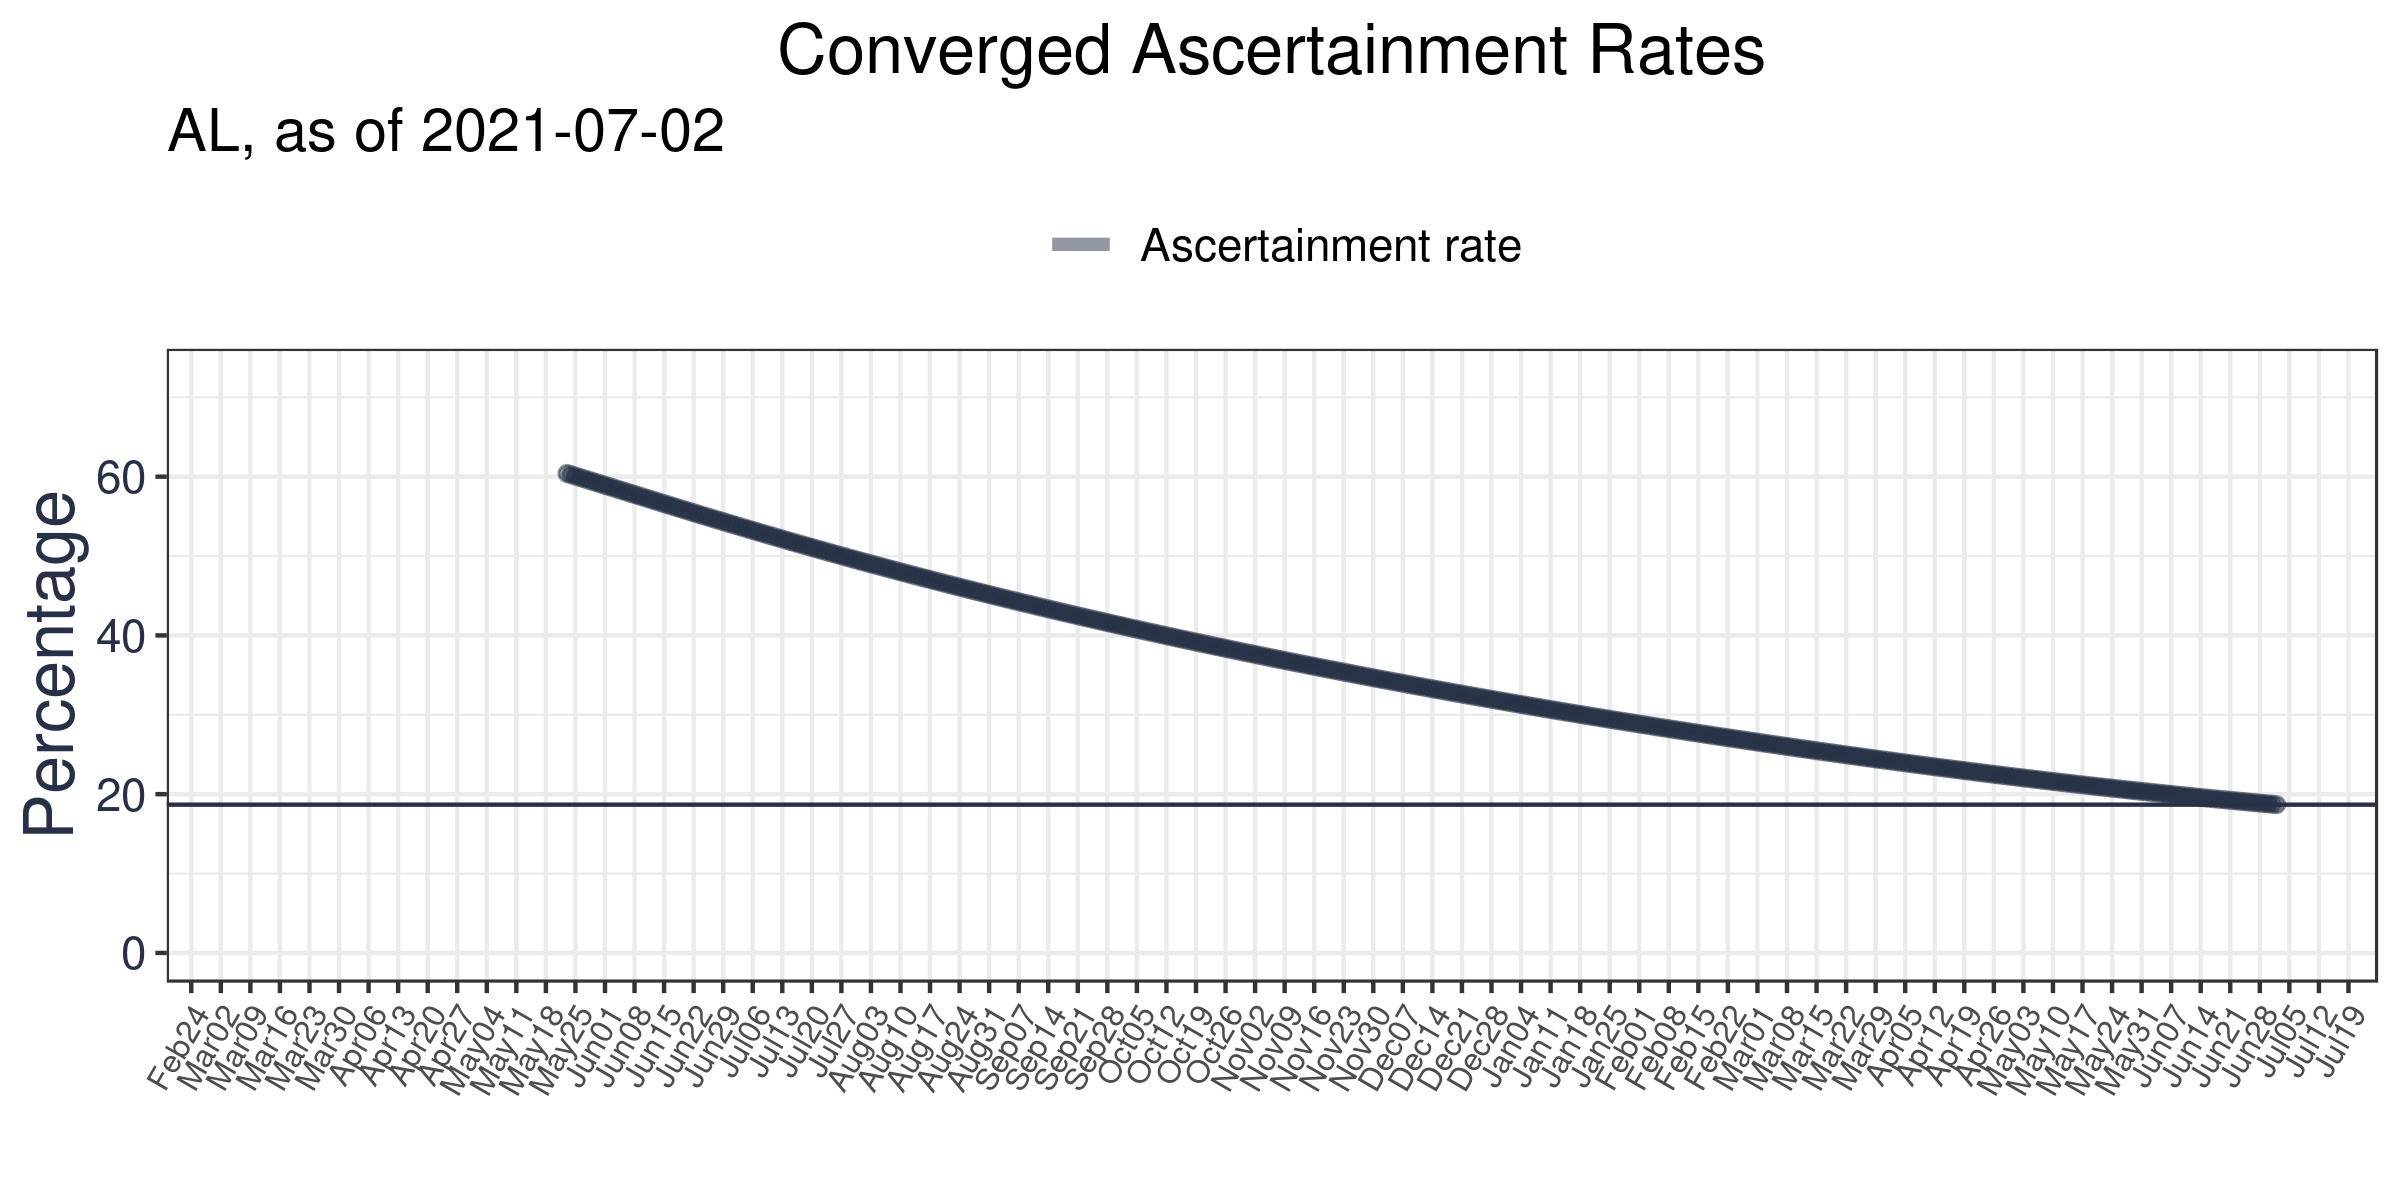 Converged Ascertainment Rates
AL, as of 2021-07-02
Ascertainment rate
Percentage
60
40
20
0
Feb24
Mar02
Mar09
Mar16
Mar23
Mar30
Apr06
Apr13
Apr20
Apr27
May04
May11
May18
May25
Jun01
Jun08
Jun15
Jun22
Jun29
Jul06
Jul13
Jul20
Jul27
Aug03
Aug10
Aug17
Aug24
Aug31
Sep07
Sep14
Sep21
Sep28
Oct05
Oct12
Oct19
Oct26
Nov02
Nov09
Nov16
Nov23
Nov30
Dec07
Dec14
Dec21
Dec28
Jan04
Jan11
Jan18
Jan25
Feb01
Feb08
Feb15
Feb22
Mar01
Mar08
Mar15
Mar22
Mar29
Apr05
Apr12
Apr19
Apr26
May03
May10
May17
May24
May31
Jun07
Jun14
Jun21
Jun28
Jul05
Jul12
Jul19